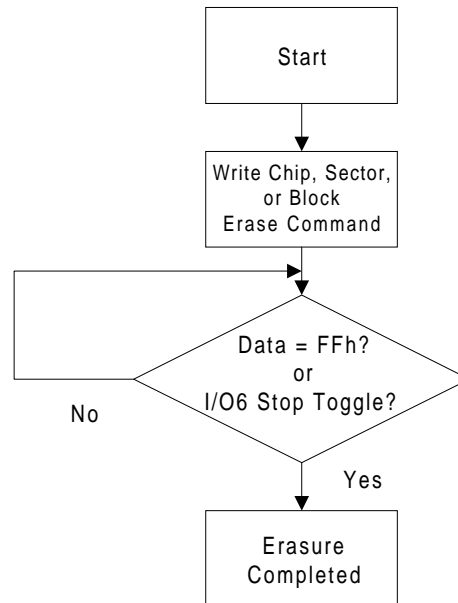 Start
Write Chip, Sector,
or Block
Erase Command
Data = FFh?
or
I/O6 Stop Toggle?
No
Yes
Erasure
Completed